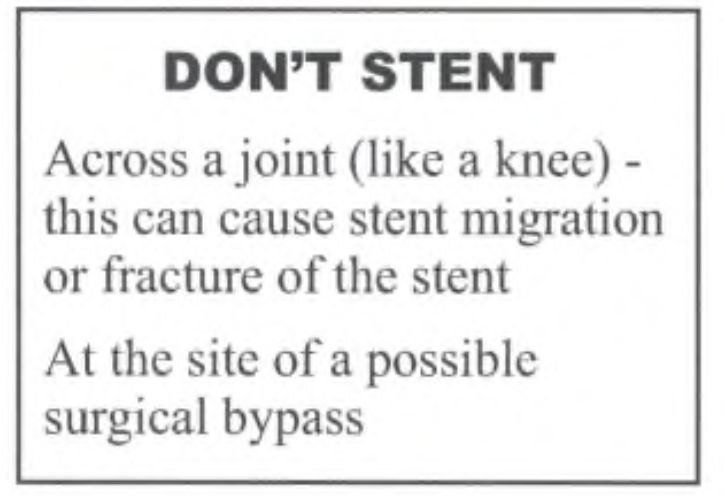 DON'T STENT
Across a joint (like a knee) -
this can cause stent migration
or fracture of the stent
At the site of a possible
surgical bypass